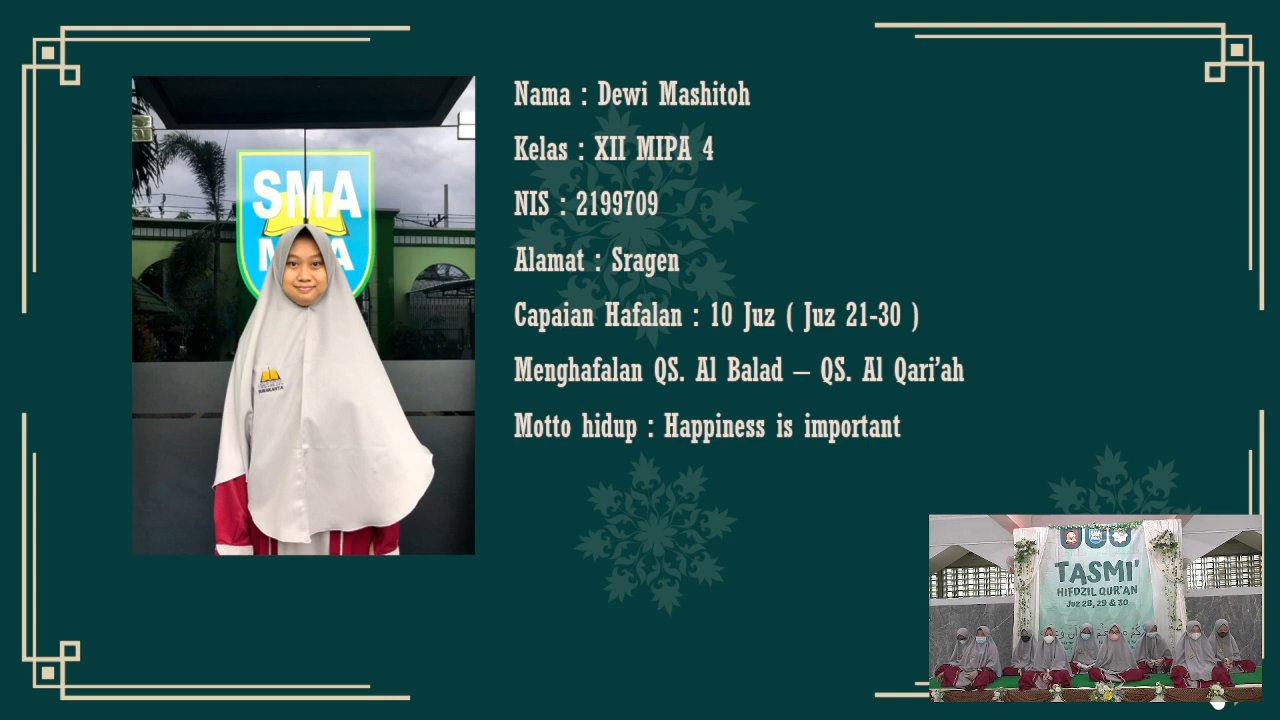 Nama : Dewi Mashitoh
Kelas : XII MIPA 4
NIS : 2199709
Alamat : Sragen
Capaian Hafalan : 10 Juz ( Juz 21-30 )
Menghafalan QS. Al Balad – QS. Al Qari’ah
Motto hidup : Happiness is important
SMA
TASMI'
HIFDZIL QUR'AN
Juz 28, 29 & 30